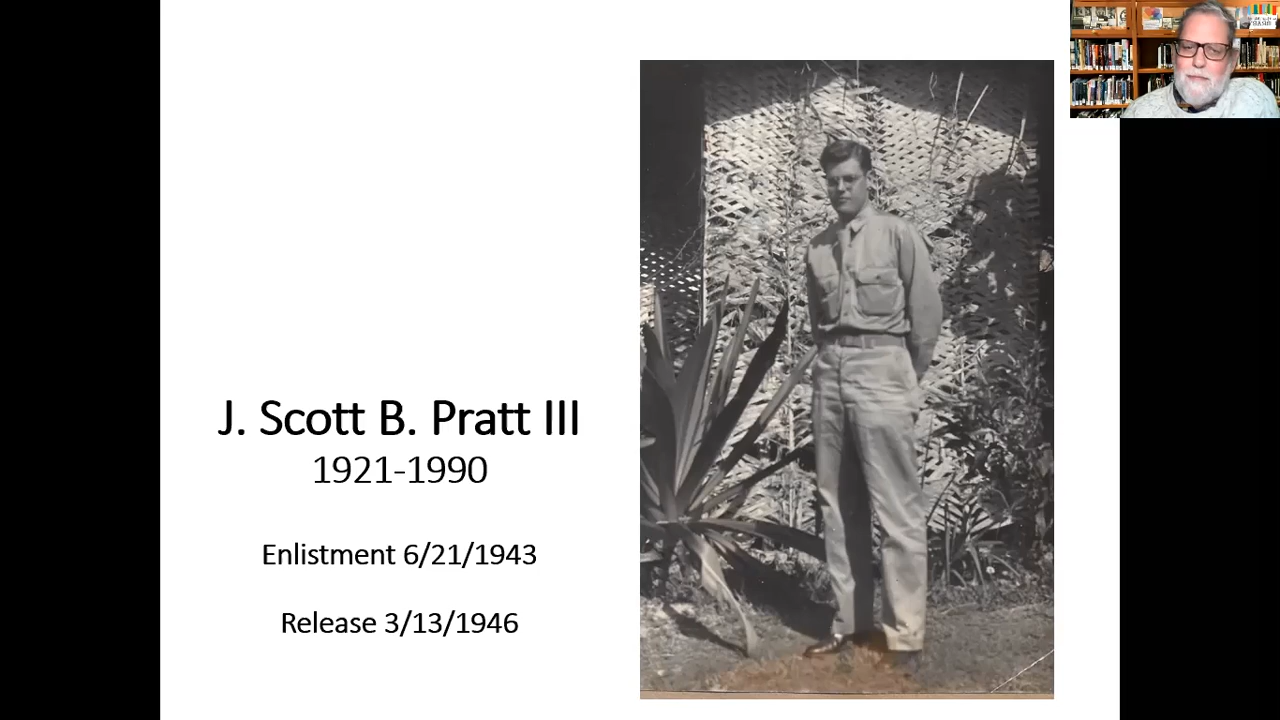 J. Scott B. Pratt III
1921-1990
Enlistment 6/21/1943
Release 3/13/1946